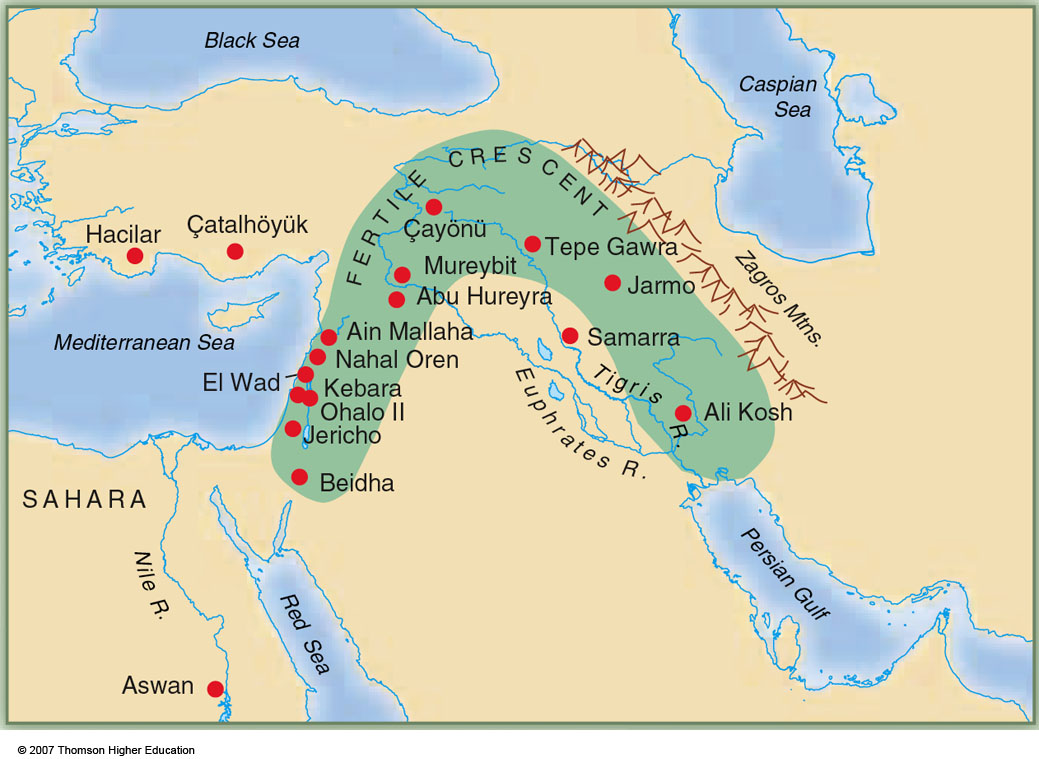 Black Sea
Caspian
Sea
FERTILE CRESCENT
Hacilar
Çatalhöyük
Çayönü
Tepe Gawra
Zagros Mtns.
Mureybit
Jarmo
Abu Hureyra
Mediterranean Sea
Ain Mallaha
Samarra
Nahal Oren
El Wad
Kebara
Tigris R.
Ohalo II
Ali Kosh
Euphrates R.
Jericho
Beidha
SAHARA
Nile R.
Persian Gulf
Red Sea
Aswan
© 2007 Thomson Higher Education